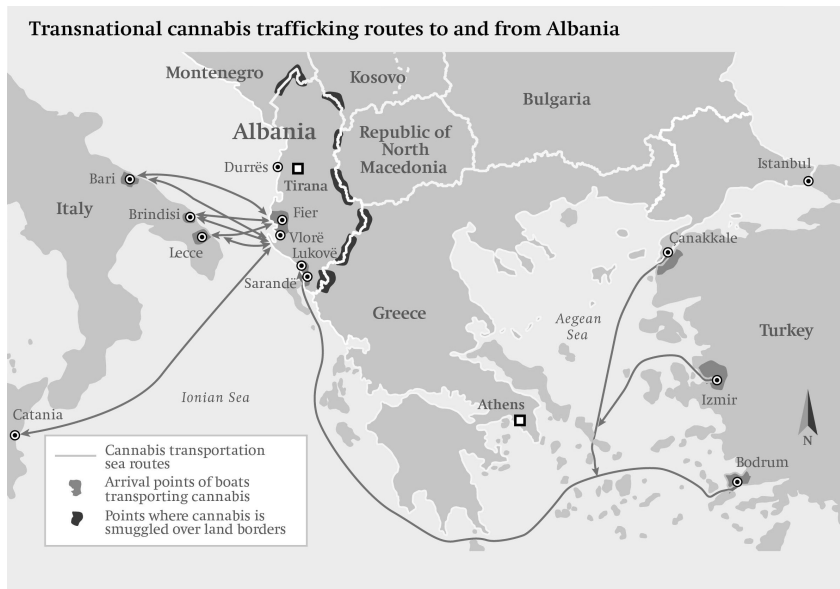 Transnational cannabis trafficking routes to and from Albania
Montenegro
Kosovo
Bulgaria
Albania
Republic of
North
Macedonia
Istanbul
Durrës
Tirana
Bari
Italy
Brindisi
Fier
Vlorë
Lecce
Lukovë
Sarandë
Çanakkale
Greece
Aegean
Sea
Turkey
Ionian Sea
Izmir
Athens
Catania
N
Bodrum
Cannabis transportation
sea routes
Arrival points of boats
transporting cannabis
Points where cannabis is
smuggled over land borders